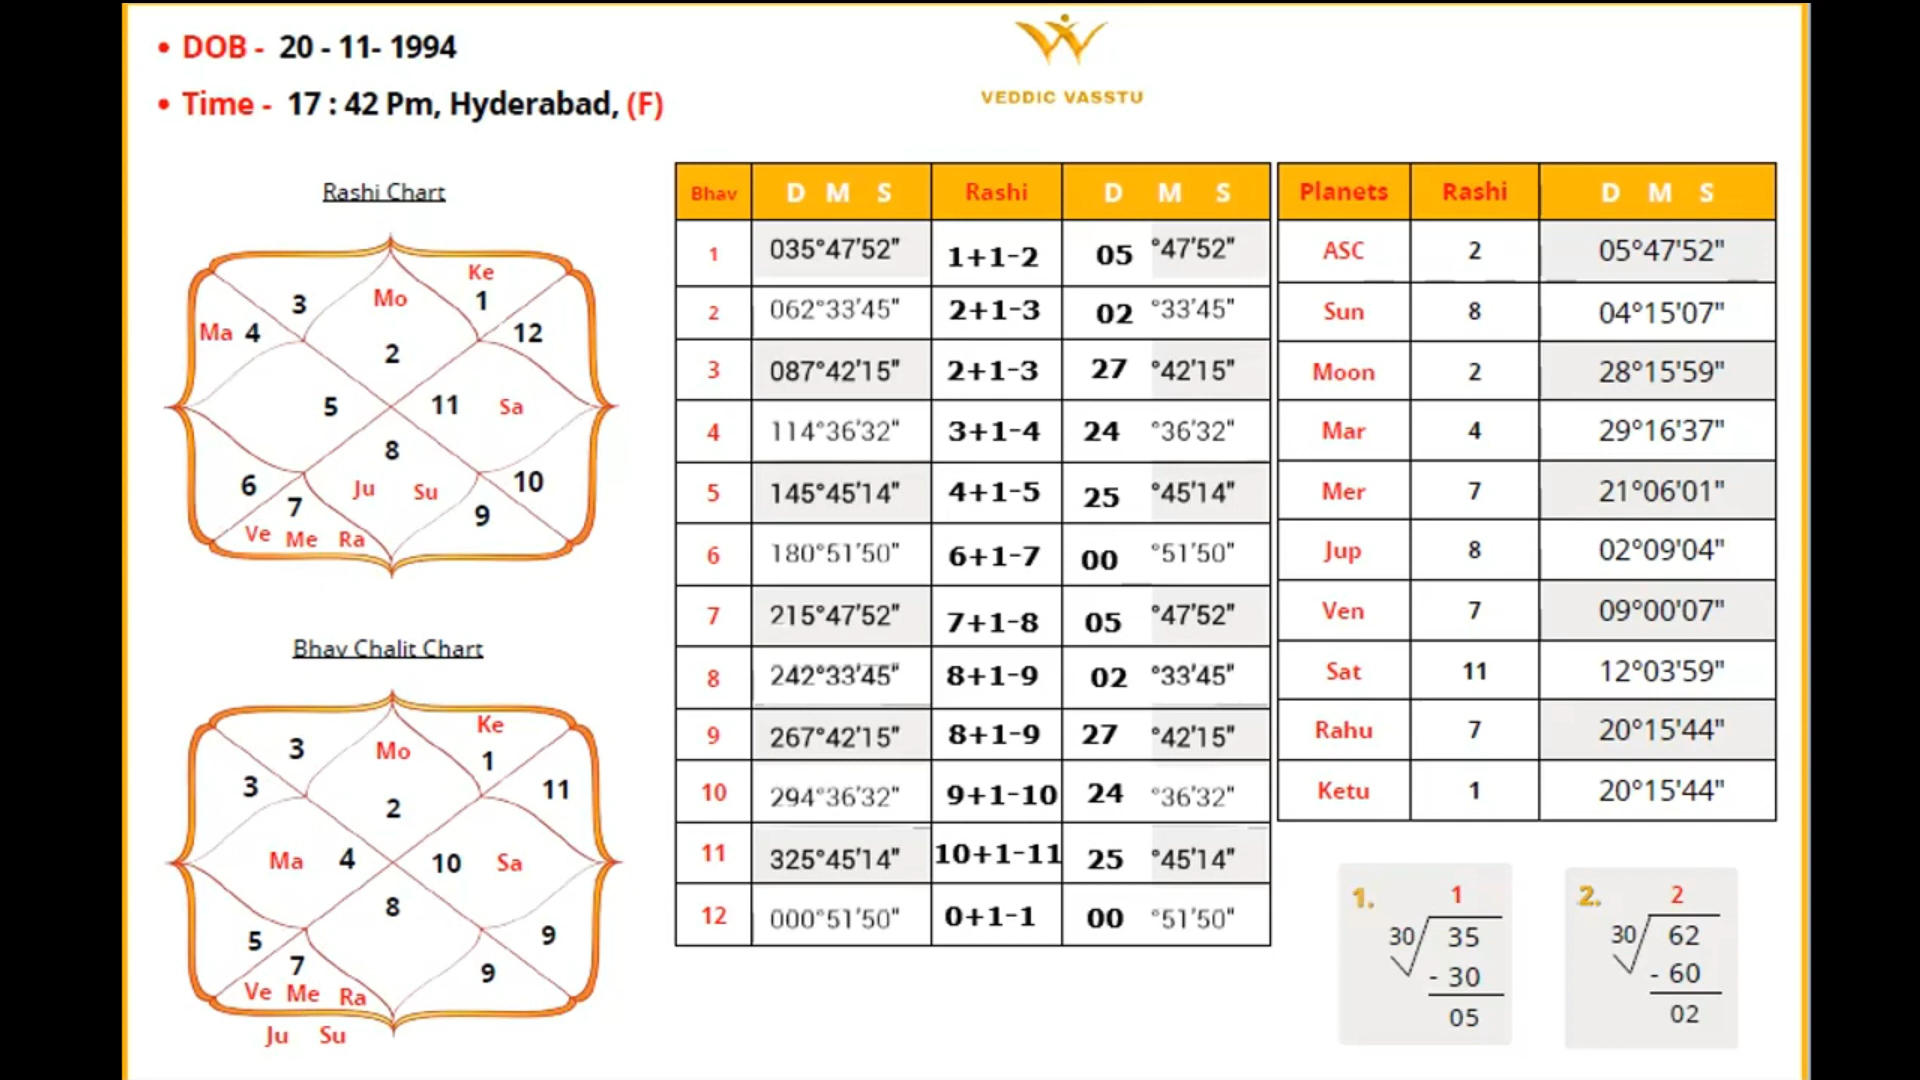 • DOB - 20 - 11- 1994
• Time - 17 : 42 Pm, Hyderabad, (F)
VEDDIC VASSTU
Rashi Chart
Ke
3 Mo 1
Ma 4 12
2
5 11 Sa
8
6 Ju Su 10
7 9
Ve Me Ra
Bhav Chalit Chart
Ke
3 Mo 1
3 11
2
Ma 4 10 Sa
8
5 9
7 9
Ve Me Ra
Ju Su
Bhav D M S Rashi D M S
1 035°47'52" 1+1-2 05 °47'52"
2 062°33'45" 2+1-3 02 °33'45"
3 087°42'15" 2+1-3 27 °42'15"
4 114°36'32" 3+1-4 24 °36'32"
5 145°45'14" 4+1-5 25 °45'14"
6 180°51'50" 6+1-7 00 °51'50"
7 215°47'52" 7+1-8 05 °47'52"
8 242°33'45" 8+1-9 02 °33'45"
9 267°42'15" 8+1-9 27 °42'15"
10 294°36'32" 9+1-10 24 °36'32"
11 325°45'14" 10+1-11 25 °45'14"
12 000°51'50" 0+1-1 00 °51'50"
Planets Rashi D M S
ASC 2 05°47'52"
Sun 8 04°15'07"
Moon 2 28°15'59"
Mar 4 29°16'37"
Mer 7 21°06'01"
Jup 8 02°09'04"
Ven 7 09°00'07"
Sat 11 12°03'59"
Rahu 7 20°15'44"
Ketu 1 20°15'44"
1. 1
30 35
- 30
05
2. 2
30 62
- 60
02